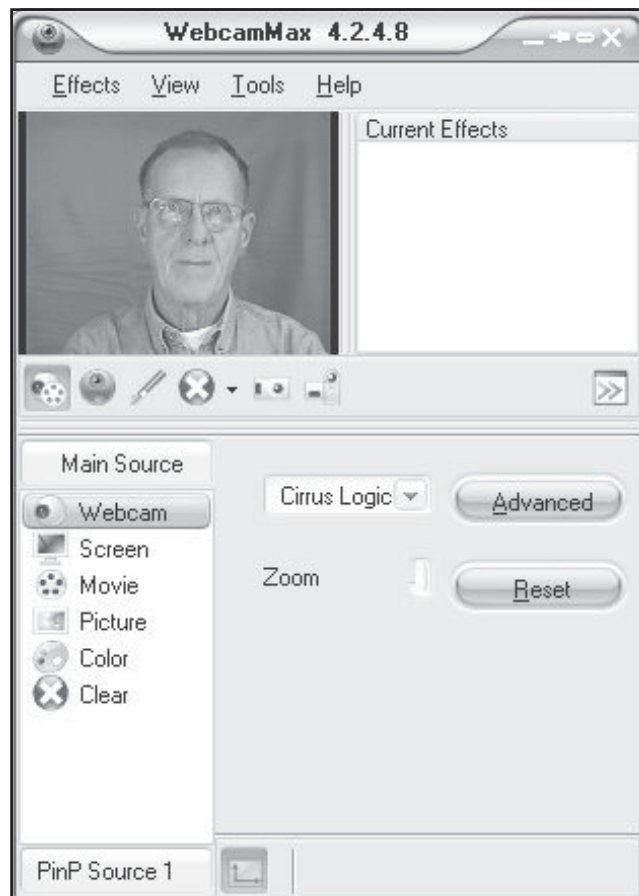 WebcamMax 4.2.4.8
Effects View Tools Help
Current Effects
Main Source
Webcam
Screen
Movie
Picture
Color
Clear
Cirrus Logic
Advanced
Zoom
Reset
PinP Source 1